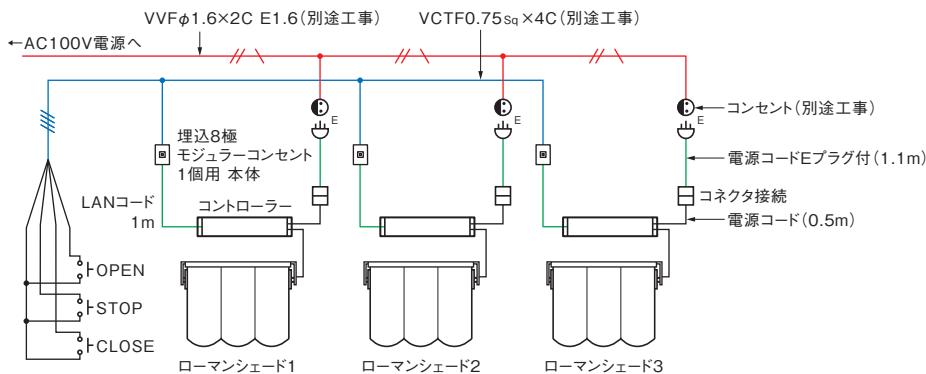 VVFφ1.6×2C E1.6（別途工事）
VCTF0.75Sq×4C（別途工事）
←AC100V電源へ
コンセント（別途工事）
E
E
E
埋込8極
モジュラーコンセント
1個用 本体
電源コードEプラグ付（1.1m）
LANコード
1m
コントローラー
コネクタ接続
電源コード（0.5m）
OPEN
STOP
CLOSE
ローマンシェード1
ローマンシェード2
ローマンシェード3